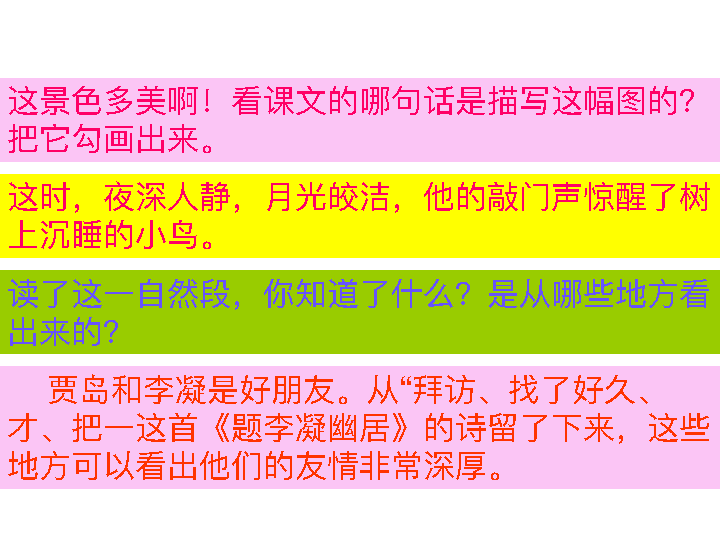 这景色多美啊！看课文的哪句话是描写这幅图的？
把它勾画出来。
这时，夜深人静，月光皎洁，他的敲门声惊醒了树
上沉睡的小鸟。
读了这一自然段，你知道了什么？是从哪些地方看
出来的？
贾岛和李凝是好朋友。从“拜访、找了好久、
才、把一这首《题李凝幽居》的诗留了下来，这些
地方可以看出他们的友情非常深厚。